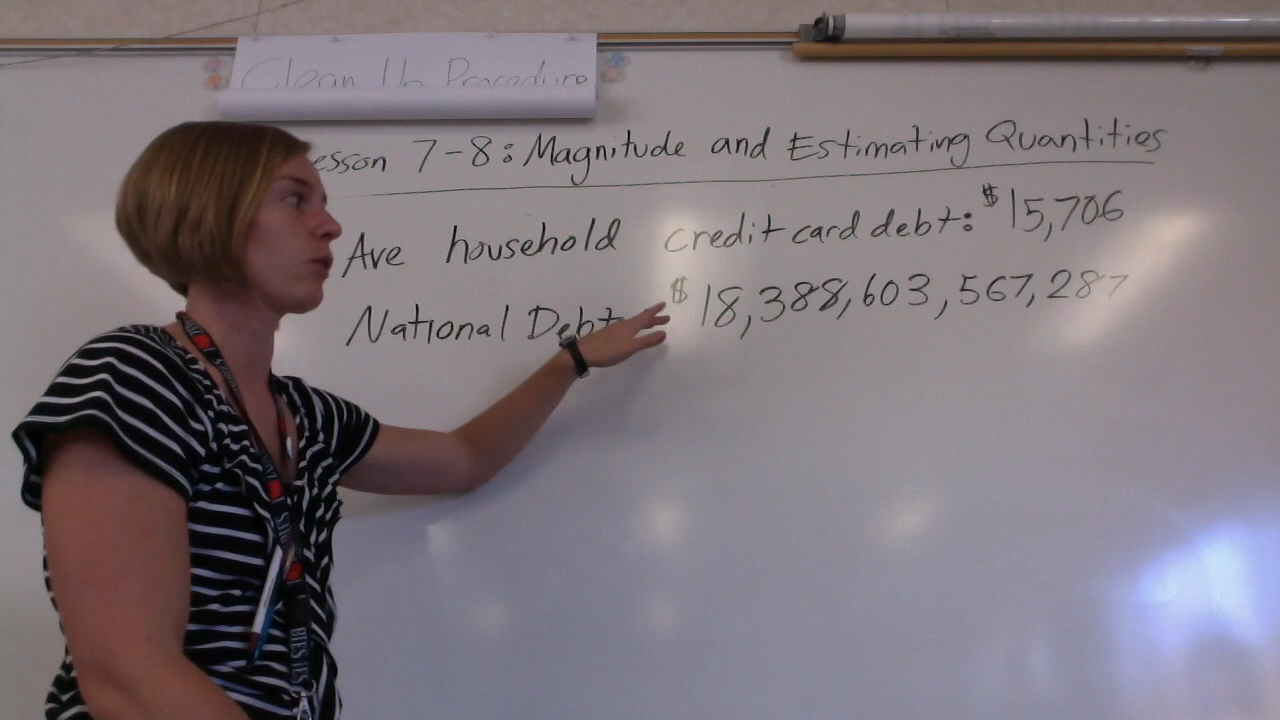 Clean Up Procedure
Lesson 7-8: Magnitude and Estimating Quantities
Ave household credit card debt: $15,706
National Debt $18,388,603,567,287